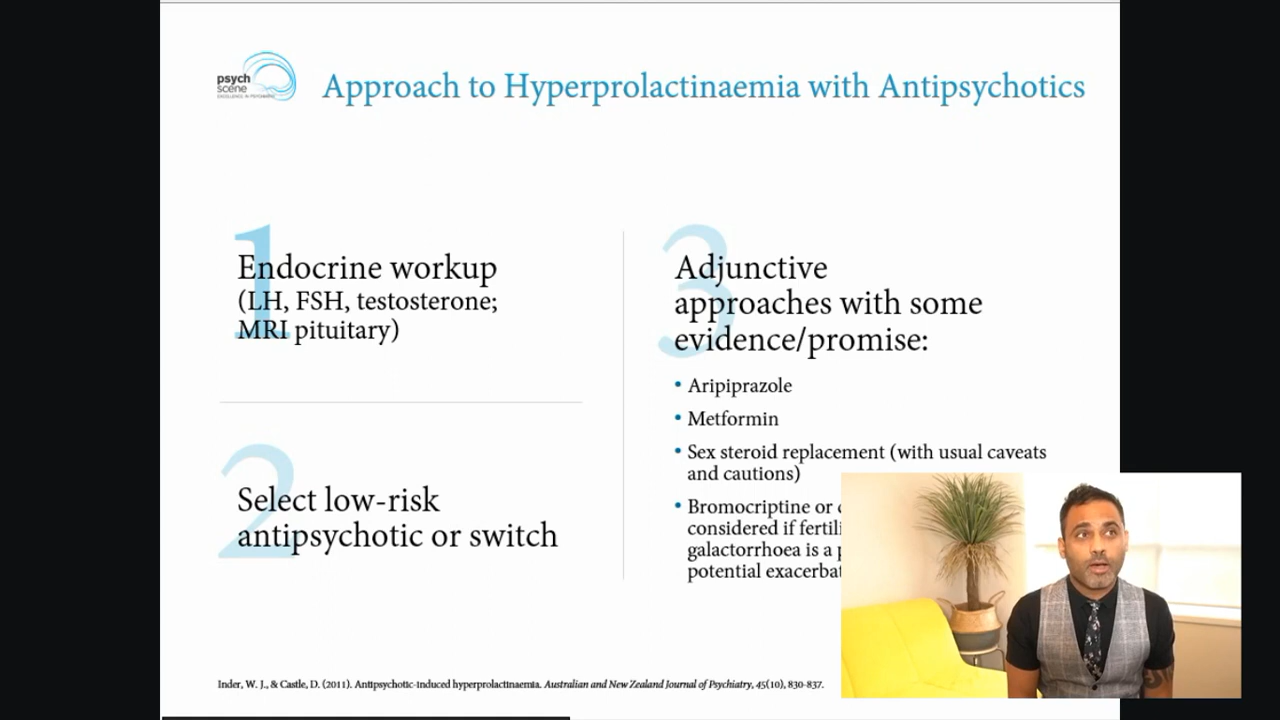 psych
scene
EXCELLENCE IN PSYCHIATRY
Approach to Hyperprolactinaemia with Antipsychotics
1
Endocrine workup
(LH, FSH, testosterone;
MRI pituitary)
2
Select low-risk
antipsychotic or switch
3
Adjunctive
approaches with some
evidence/promise:
• Aripiprazole
• Metformin
• Sex steroid replacement (with usual caveats
and cautions)
• Bromocriptine or
considered if
galactorrhoea is a
potential
Inder, W. J., & Castle, D. (2011). Antipsychotic-induced hyperprolactinaemia. Australian and New Zealand Journal of Psychiatry, 45(10), 830-837.